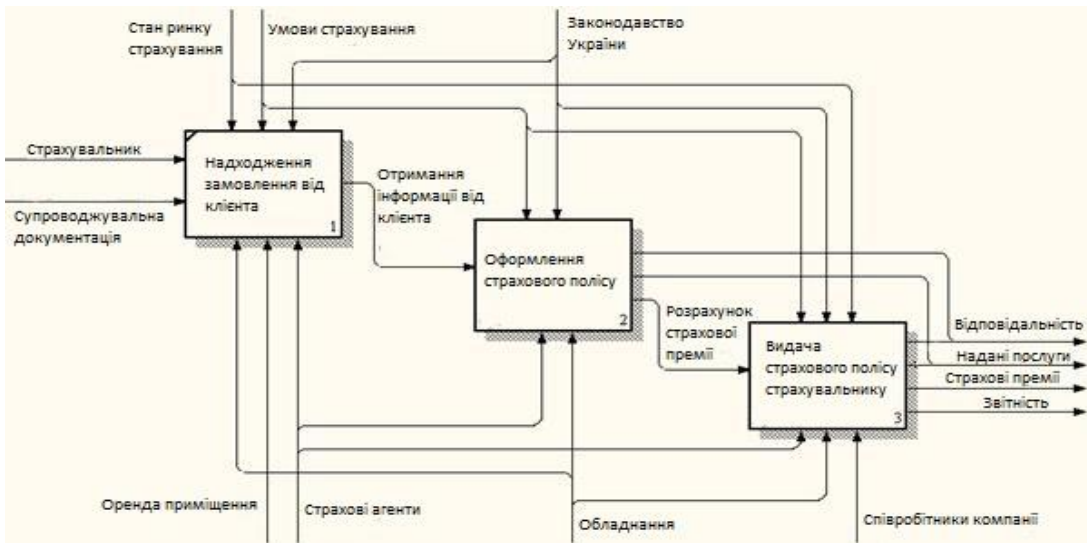 Стан ринку
страхування
Умови страхування
Законодавство
України
Страхувальник
Супроводжувальна
документація
Надходження
замовлення від
клієнта
1
Отримання
інформації від
клієнта
Оформлення
страхового полісу
2
Розрахунок
страхової
премії
Видача
страхового полісу
страхувальнику
3
Відповідальність
Надані послуги
Страхові премії
Звітність
Оренда приміщення
Страхові агенти
Обладнання
Співробітники компанії